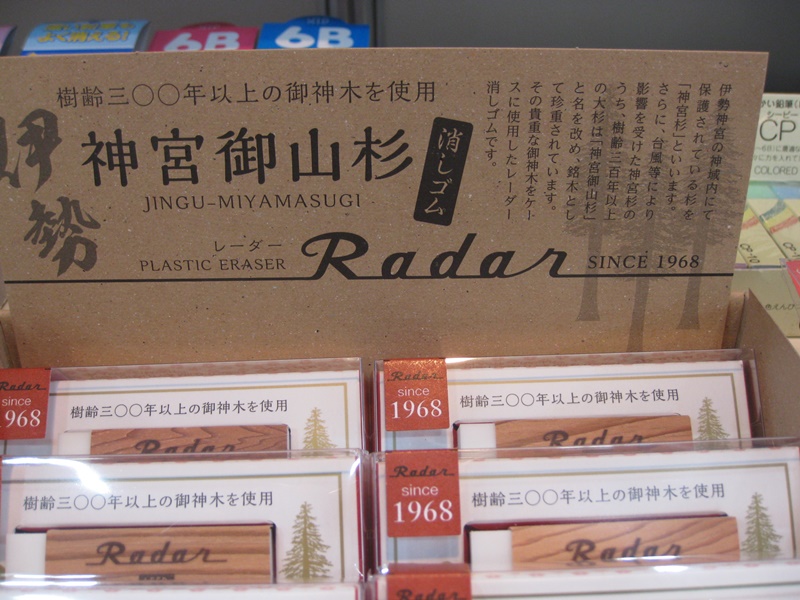 よく消える!
6B
6B
樹齢三〇〇年以上の御神木を使用
伊勢
神宮御山杉
消しゴム
JINGU-MIYAMASUGI
レーダー
PLASTIC ERASER
Radar
SINCE 1968
伊勢神宮の神域内にて
保護されている杉を
「神宮杉」といいます。
さらに、台風等により
影響を受けた神宮杉の
うち、樹齢三百年以上
の大杉は「神宮御山杉」
と名を改め、銘木とし
て珍重されています。
その貴重な御神木をケー
スに使用したレーダー
消しゴムです。
CP
COLORED
CP-10
Radar
since
1968
樹齢三〇〇年以上の御神木を使用
Radar
Radar
since
1968
樹齢三〇〇年以上の御神木を使用
Radar
樹齢三〇〇年以上の御神木を使用
Radar
Radar
since
1968
樹齢三〇〇年以上の御神木を使用
Radar
Radar